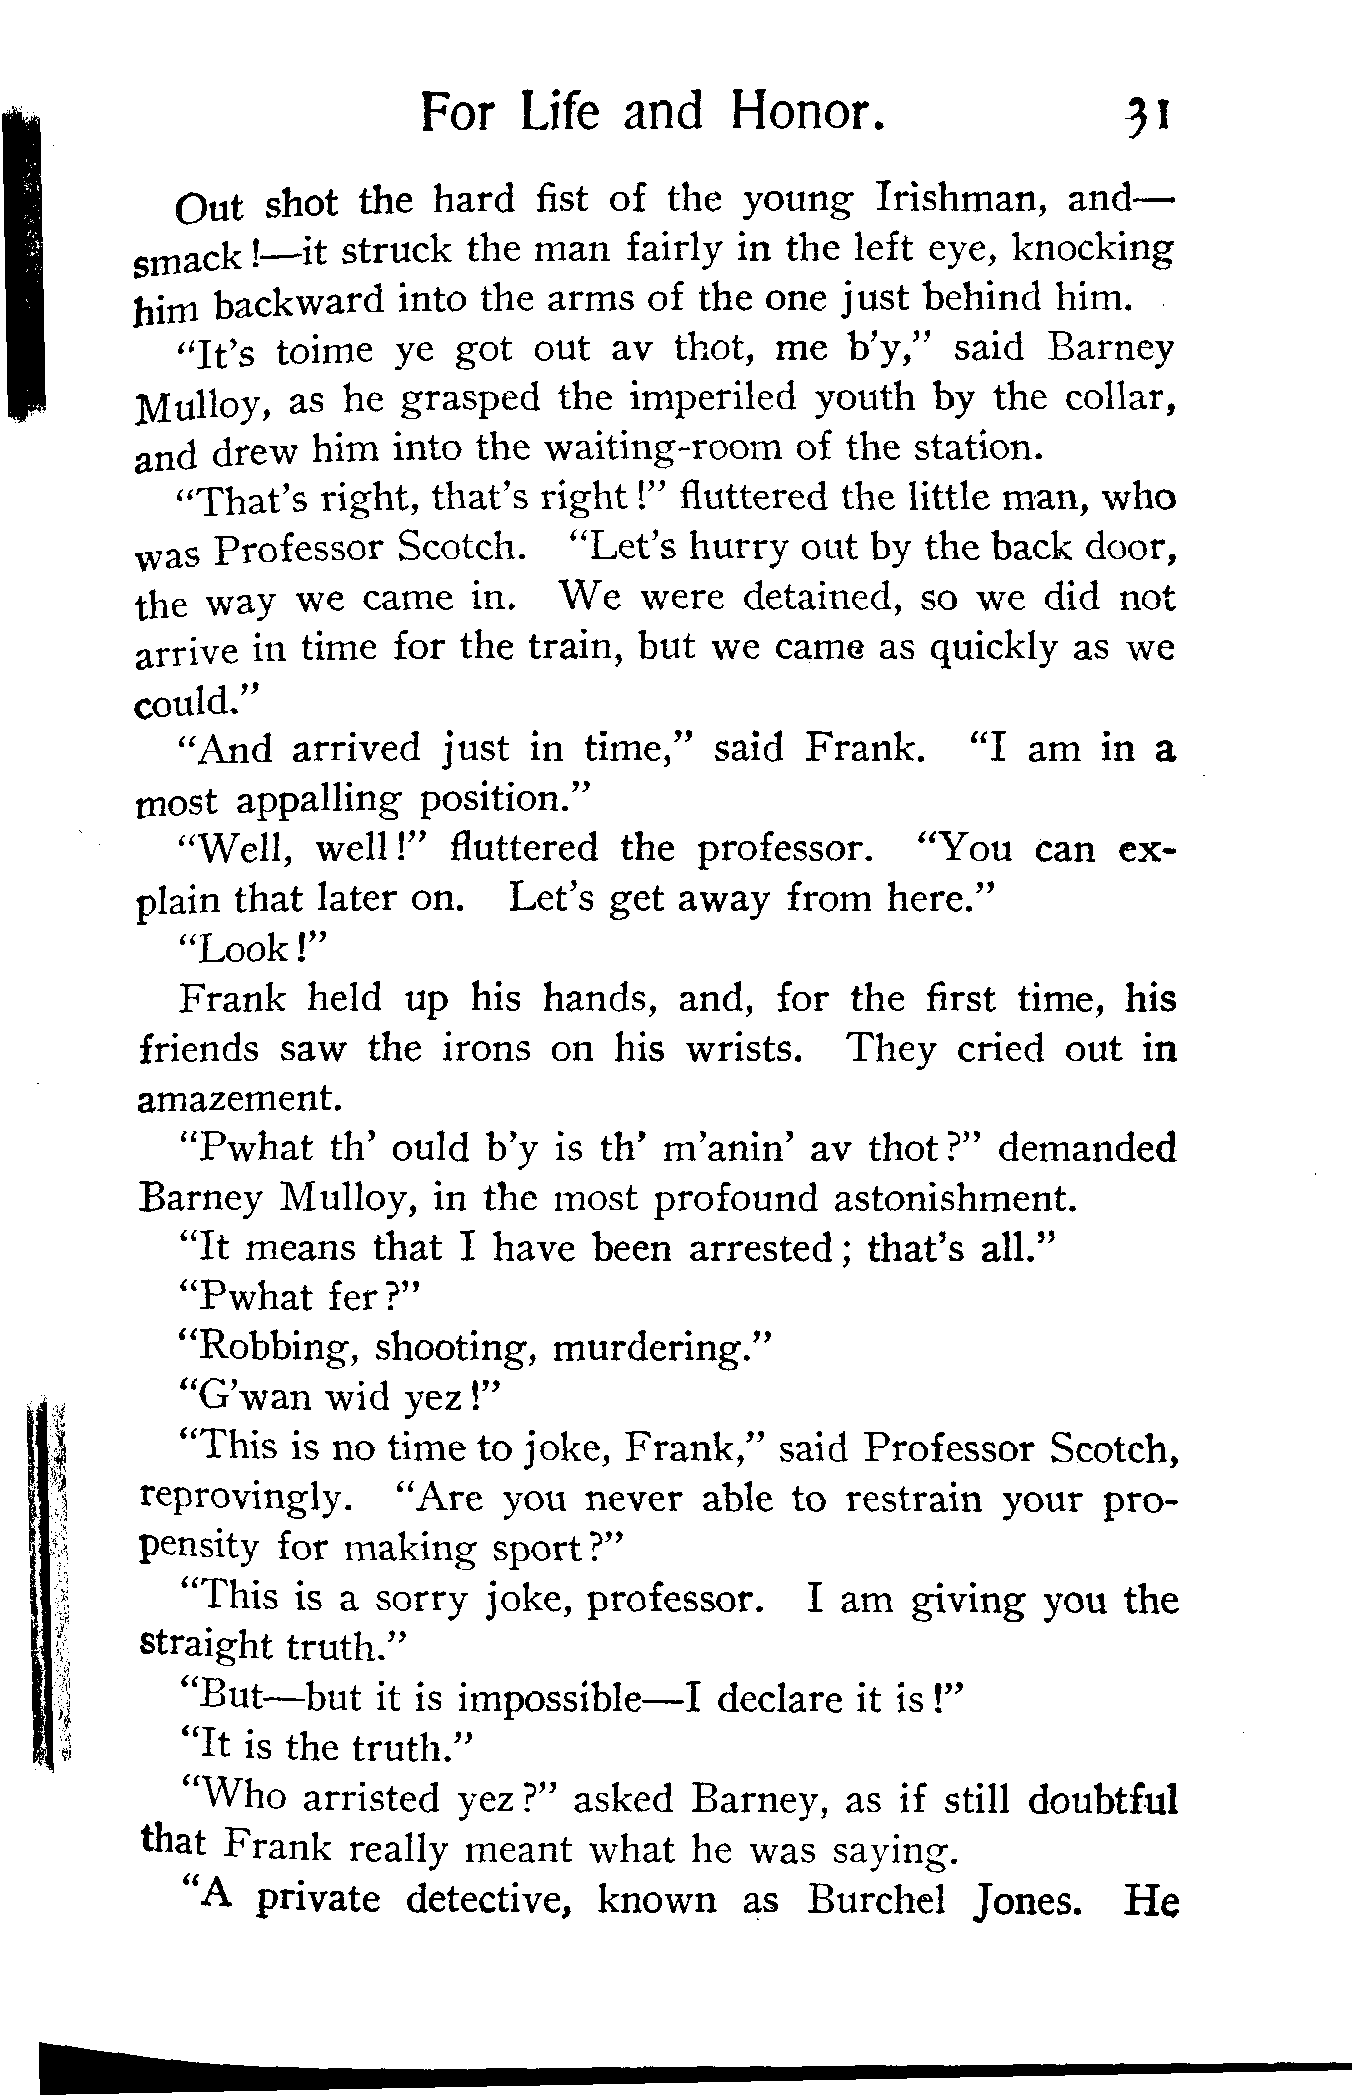 For Life and Honor. 31
Out shot the hard fist of the young Irishman, and—
smack!—it struck the man fairly in the left eye, knocking
him backward into the arms of the one just behind him.
“It’s toime ye got out av thot, me b’y,” said Barney
Mulloy, as he grasped the imperiled youth by the collar,
and drew him into the waiting-room of the station.
“That’s right, that’s right!” fluttered the little man, who
was Professor Scotch. “Let’s hurry out by the back door,
the way we came in. We were detained, so we did not
arrive in time for the train, but we came as quickly as we
could.”
“And arrived just in time,” said Frank. “I am in a
most appalling position.”
“Well, well!” fluttered the professor. “You can ex-
plain that later on. Let’s get away from here.”
“Look!”
Frank held up his hands, and, for the first time, his
friends saw the irons on his wrists. They cried out in
amazement.
“Pwhat th’ ould b’y is th’ m’anin’ av thot?” demanded
Barney Mulloy, in the most profound astonishment.
“It means that I have been arrested; that’s all.”
“Pwhat fer?”
“Robbing, shooting, murdering.”
“G’wan wid yez!”
“This is no time to joke, Frank,” said Professor Scotch,
reprovingly. “Are you never able to restrain your pro-
pensity for making sport?”
“This is a sorry joke, professor. I am giving you the
straight truth.”
“But—but it is impossible—I declare it is!”
“It is the truth.”
“Who arristed yez?” asked Barney, as if still doubtful
that Frank really meant what he was saying.
“A private detective, known as Burchel Jones. He